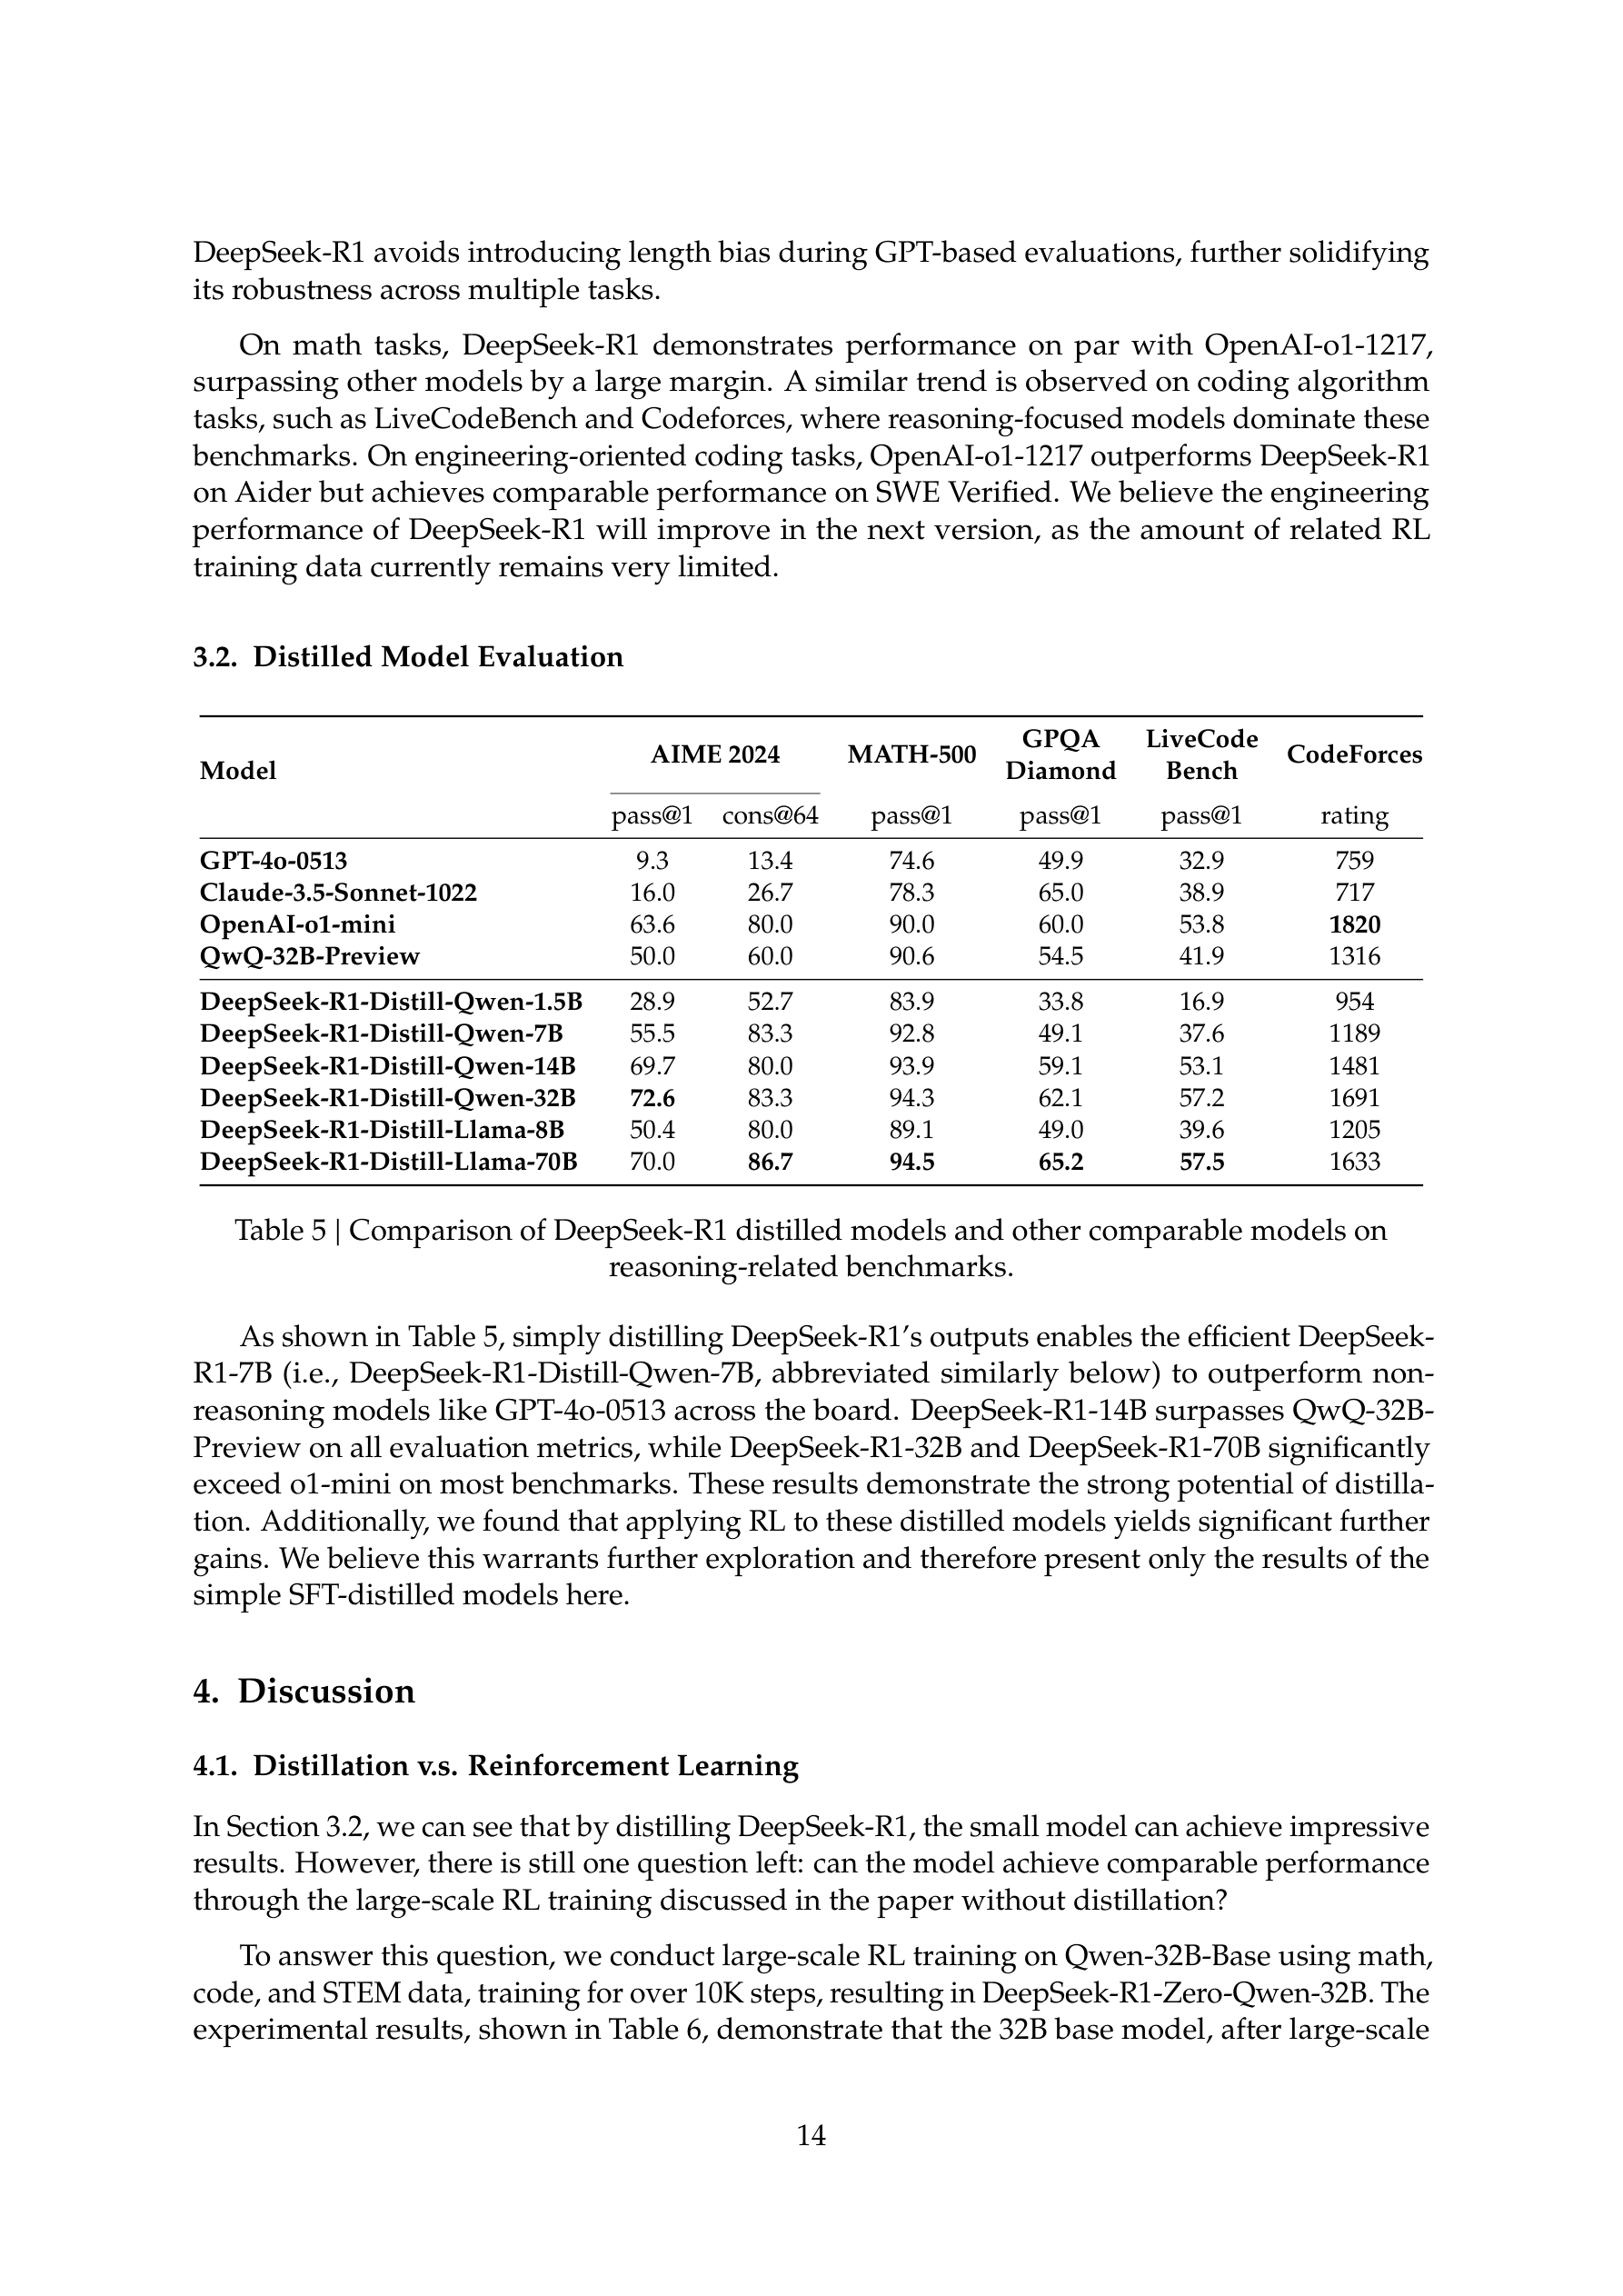 DeepSeek-R1 avoids introducing length bias during GPT-based evaluations, further solidifying
its robustness across multiple tasks.
On math tasks, DeepSeek-R1 demonstrates performance on par with OpenAI-o1-1217,
surpassing other models by a large margin. A similar trend is observed on coding algorithm
tasks, such as LiveCodeBench and Codeforces, where reasoning-focused models dominate these
benchmarks. On engineering-oriented coding tasks, OpenAI-o1-1217 outperforms DeepSeek-R1
on Aider but achieves comparable performance on SWE Verified. We believe the engineering
performance of DeepSeek-R1 will improve in the next version, as the amount of related RL
training data currently remains very limited.
3.2. Distilled Model Evaluation
Model AIME 2024 MATH-500 GPQA Diamond LiveCode Bench CodeForces
pass@1 cons@64 pass@1 pass@1 pass@1 rating
GPT-4o-0513 9.3 13.4 74.6 49.9 32.9 759
Claude-3.5-Sonnet-1022 16.0 26.7 78.3 65.0 38.9 717
OpenAI-o1-mini 63.6 80.0 90.0 60.0 53.8 1820
QwQ-32B-Preview 50.0 60.0 90.6 54.5 41.9 1316
DeepSeek-R1-Distill-Qwen-1.5B 28.9 52.7 83.9 33.8 16.9 954
DeepSeek-R1-Distill-Qwen-7B 55.5 83.3 92.8 49.1 37.6 1189
DeepSeek-R1-Distill-Qwen-14B 69.7 80.0 93.9 59.1 53.1 1481
DeepSeek-R1-Distill-Qwen-32B 72.6 83.3 94.3 62.1 57.2 1691
DeepSeek-R1-Distill-Llama-8B 50.4 80.0 89.1 49.0 39.6 1205
DeepSeek-R1-Distill-Llama-70B 70.0 86.7 94.5 65.2 57.5 1633
Table 5 | Comparison of DeepSeek-R1 distilled models and other comparable models on
reasoning-related benchmarks.
As shown in Table 5, simply distilling DeepSeek-R1's outputs enables the efficient DeepSeek-
R1-7B (i.e., DeepSeek-R1-Distill-Qwen-7B, abbreviated similarly below) to outperform non-
reasoning models like GPT-4o-0513 across the board. DeepSeek-R1-14B surpasses QwQ-32B-
Preview on all evaluation metrics, while DeepSeek-R1-32B and DeepSeek-R1-70B significantly
exceed o1-mini on most benchmarks. These results demonstrate the strong potential of distilla-
tion. Additionally, we found that applying RL to these distilled models yields significant further
gains. We believe this warrants further exploration and therefore present only the results of the
simple SFT-distilled models here.
4. Discussion
4.1. Distillation v.s. Reinforcement Learning
In Section 3.2, we can see that by distilling DeepSeek-R1, the small model can achieve impressive
results. However, there is still one question left: can the model achieve comparable performance
through the large-scale RL training discussed in the paper without distillation?
To answer this question, we conduct large-scale RL training on Qwen-32B-Base using math,
code, and STEM data, training for over 10K steps, resulting in DeepSeek-R1-Zero-Qwen-32B. The
experimental results, shown in Table 6, demonstrate that the 32B base model, after large-scale
14